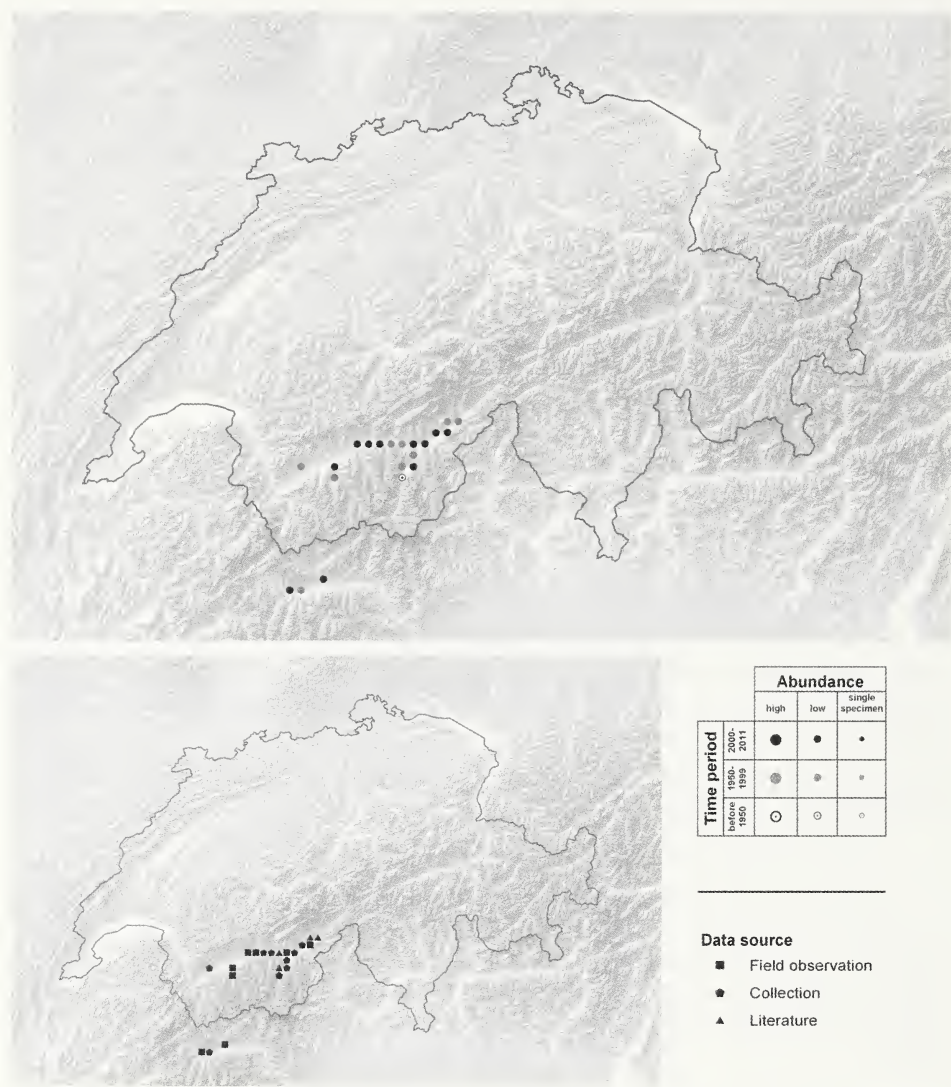 Abundance
high low single
specimen
Time period
2000-
2011
1950-
1999
before
1950
Data source
Field observation
Collection
Literature